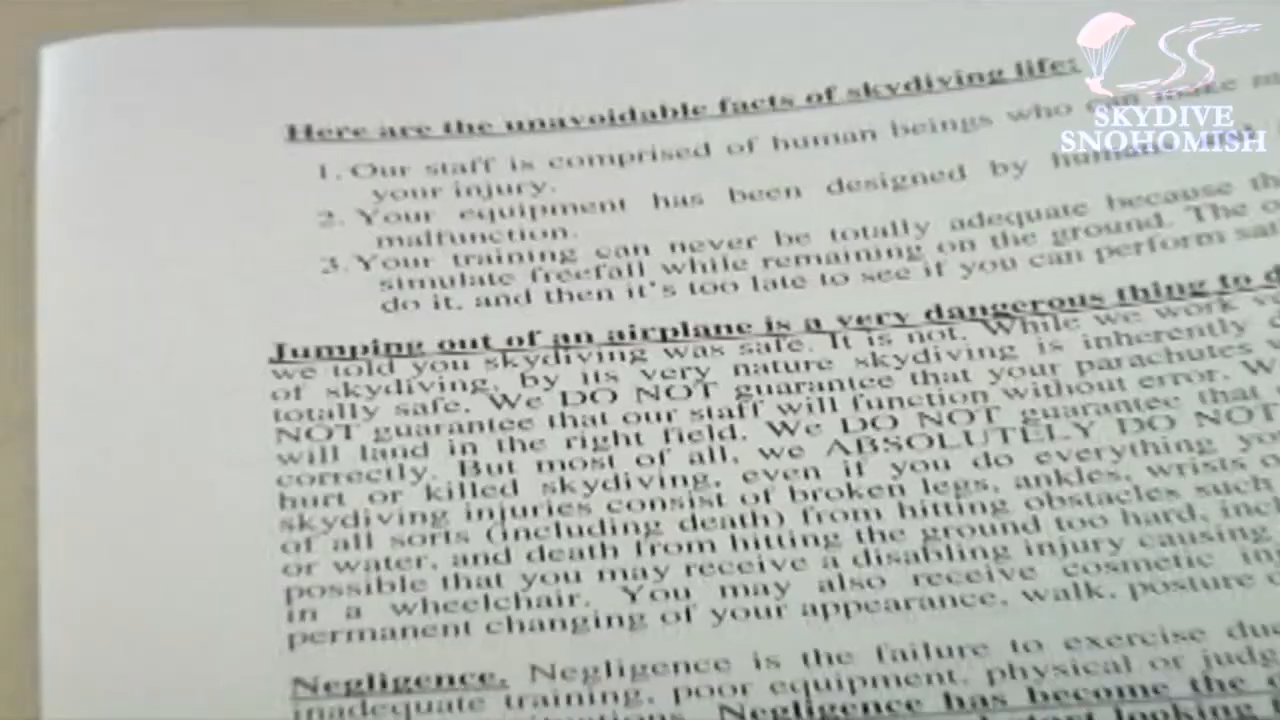 SKYDIVE
SNOHOMISH
Here are the unavoidable facts of skydiving life:
1. Our staff is comprised of human beings who can make
your injury.
2. Your equipment has been designed by humans
malfunction.
3. Your training can never be totally adequate because
simulate freefall while remaining on the ground. The
do it, and then it's too late to see if you can perform
Jumping out of an airplane is a very dangerous thing to
we told you skydiving was safe. It is not. While we work
of skydiving, by its very nature skydiving is inherently
totally safe. We DO NOT guarantee that your parachutes
NOT guarantee that our staff will function without error.
will land in the right field. We DO NOT guarantee that
correctly. But most of all, we ABSOLUTELY DO NOT
hurt or killed skydiving, even if you do everything
skydiving injuries consist of broken legs, ankles, wrists
of all sorts (including death) from hitting obstacles such
or water, and death from hitting the ground too hard,
possible that you may receive a disabling injury causing
in a wheelchair. You may also receive cosmetic
permanent changing of your appearance, walk, posture
Negligence. Negligence is the failure to exercise
inadequate training, poor equipment, physical or
Negligence has become the